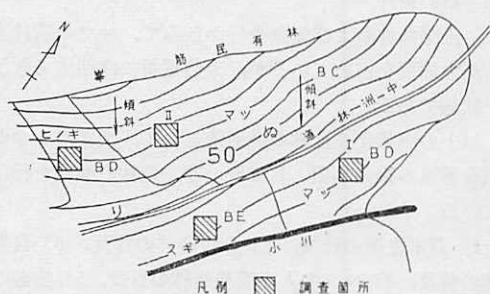 N
峯筋民有林
BC
傾斜
傾斜
II
マツ
ヒノキ
BD
50
ぬ
中―洲―林道
I
BD
マツ
り
BE
スギ
小川
凡例 調査箇所